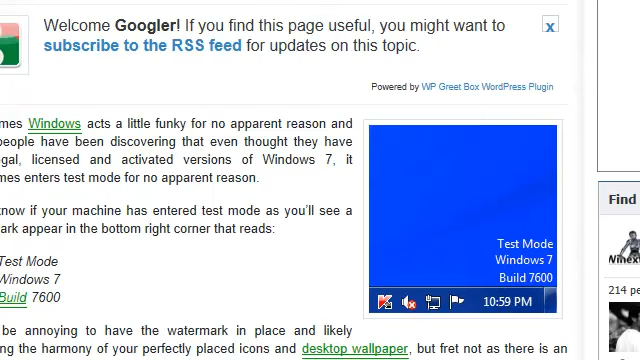 Welcome Googler! If you find this page useful, you might want to
subscribe to the RSS feed for updates on this topic.
x
Powered by WP Greet Box WordPress Plugin
mes Windows acts a little funky for no apparent reason and
people have been discovering that even thought they have
gal, licensed and activated versions of Windows 7, it
mes enters test mode for no apparent reason.
know if your machine has entered test mode as you'll see a
ark appear in the bottom right corner that reads:
Test Mode
Windows 7
Build 7600
be annoying to have the watermark in place and likely
ng the harmony of your perfectly placed icons and desktop wallpaper, but fret not as there is an
Test Mode
Windows 7
Build 7600
10:59 PM
Find
Winext
214 pe